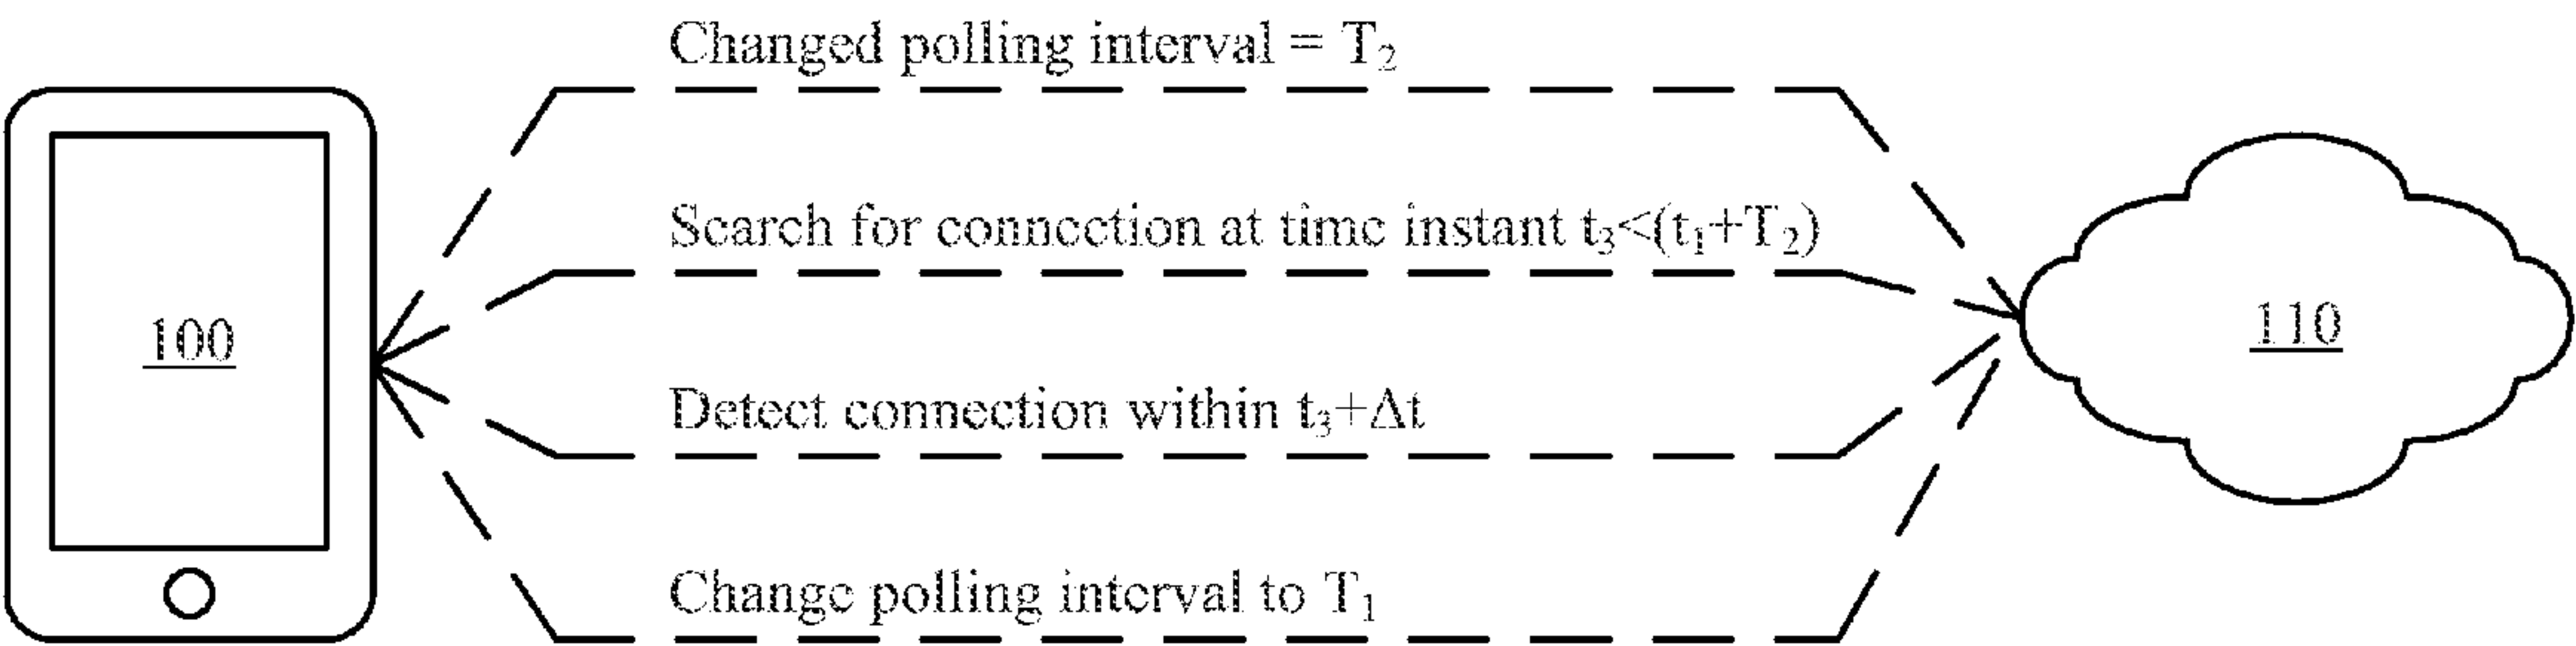 Changed polling interval = T₂
Search for connection at time instant t₃<(t₁+T₂)
100
110
Detect connection within t₃+Δt
Change polling interval to T₁